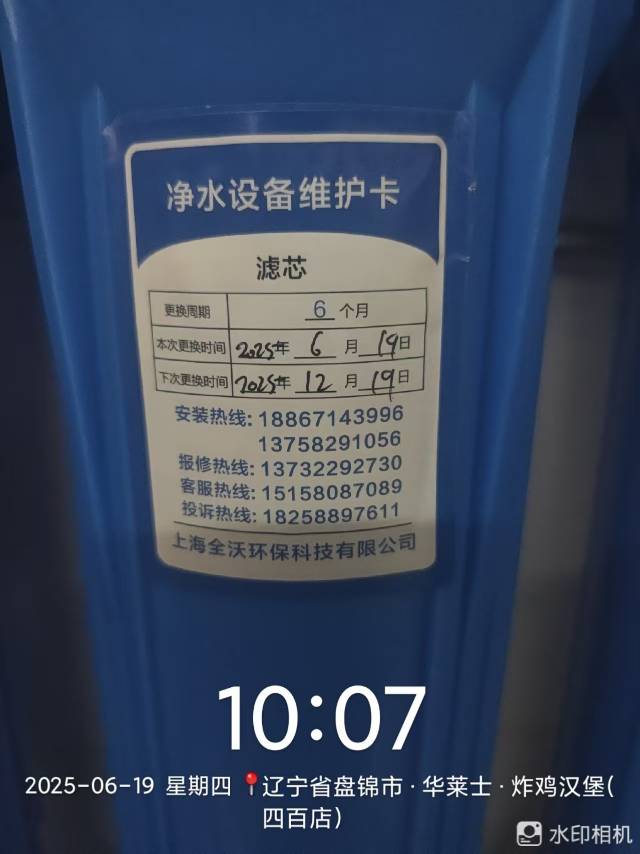 净水设备维护卡
滤芯
更换周期 6 个月
本次更换时间 2025年 6 月 19日
下次更换时间 2025年 12 月 19日
安装热线: 18867143996
13758291056
报修热线: 13732292730
客服热线: 15158087089
投诉热线: 18258897611
上海全沃环保科技有限公司
10:07
2025-06-19 星期四 📍辽宁省盘锦市·华莱士·炸鸡汉堡(
四百店)
水印相机